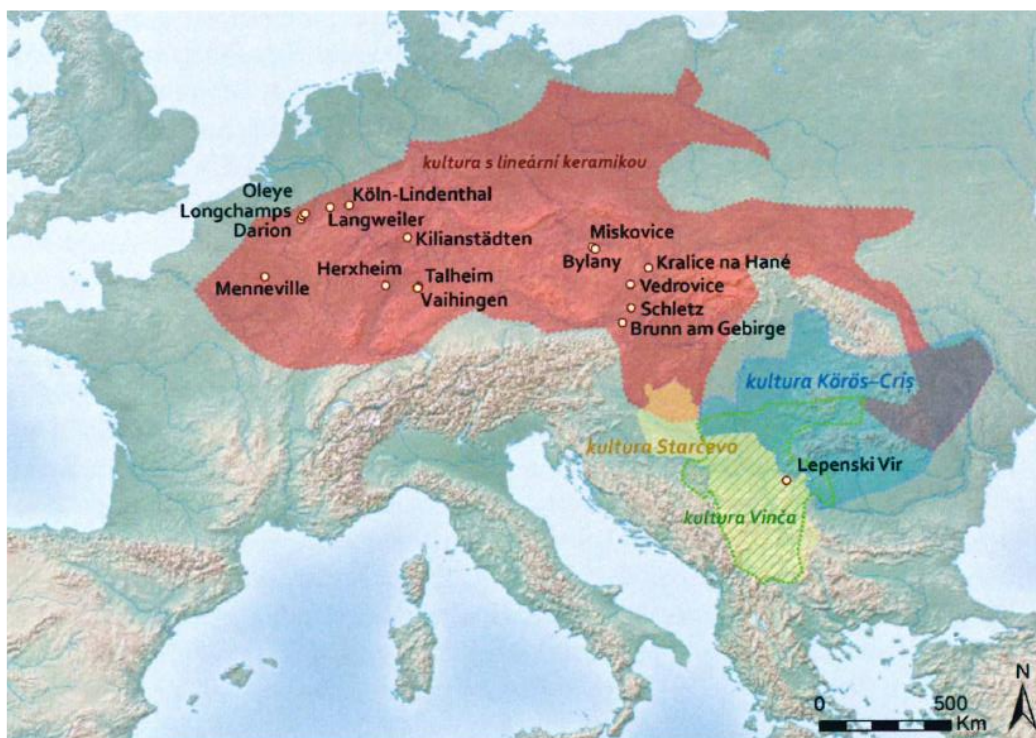 kultura s lineární keramikou
Oleye
Köln-Lindenthal
Longchamps
Langweiler
Darion
Kilianstädten
Miskovice
Bylany
Kralice na Hané
Herxheim
Talheim
Menneville
Vaihingen
Vedrovice
Schletz
Brunn am Gebirge
kultura Körös–Criș
kultura Starčevo
Lepenski Vir
kultura Vinča
N
0 500
Km